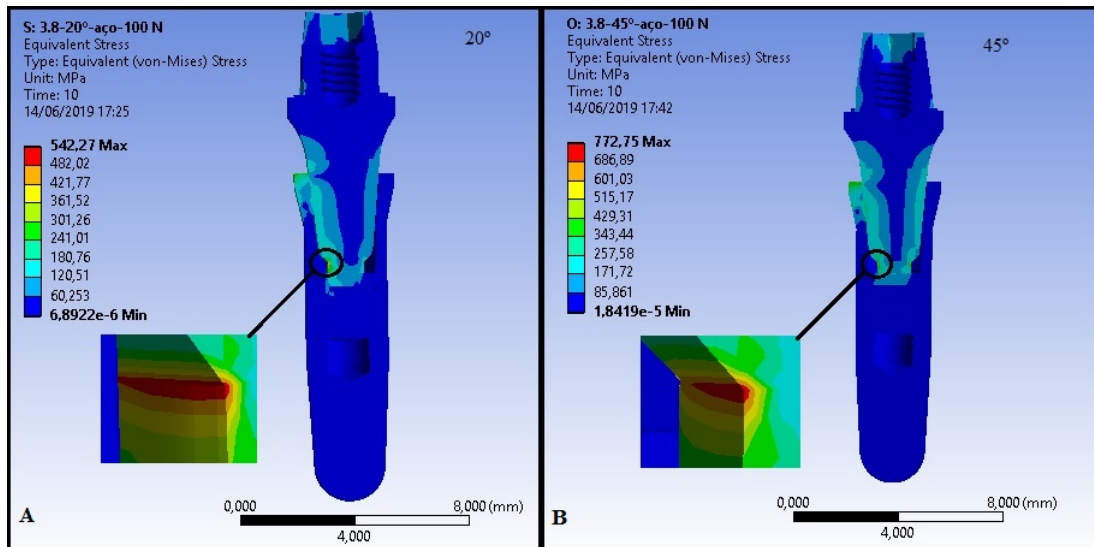 S: 3.8-20º-aço-100 N
Equivalent Stress
Type: Equivalent (von-Mises) Stress
Unit: MPa
Time: 10
14/06/2019 17:25
20º
542,27 Max
482,02
421,77
361,52
301,26
241,01
180,76
120,51
60,253
6,8922e-6 Min
0,000
8,000 (mm)
4,000
A
O: 3.8-45º-aço-100 N
Equivalent Stress
Type: Equivalent (von-Mises) Stress
Unit: MPa
Time: 10
14/06/2019 17:42
45º
772,75 Max
686,89
601,03
515,17
429,31
343,44
257,58
171,72
85,861
1,8419e-5 Min
0,000
8,000 (mm)
4,000
B